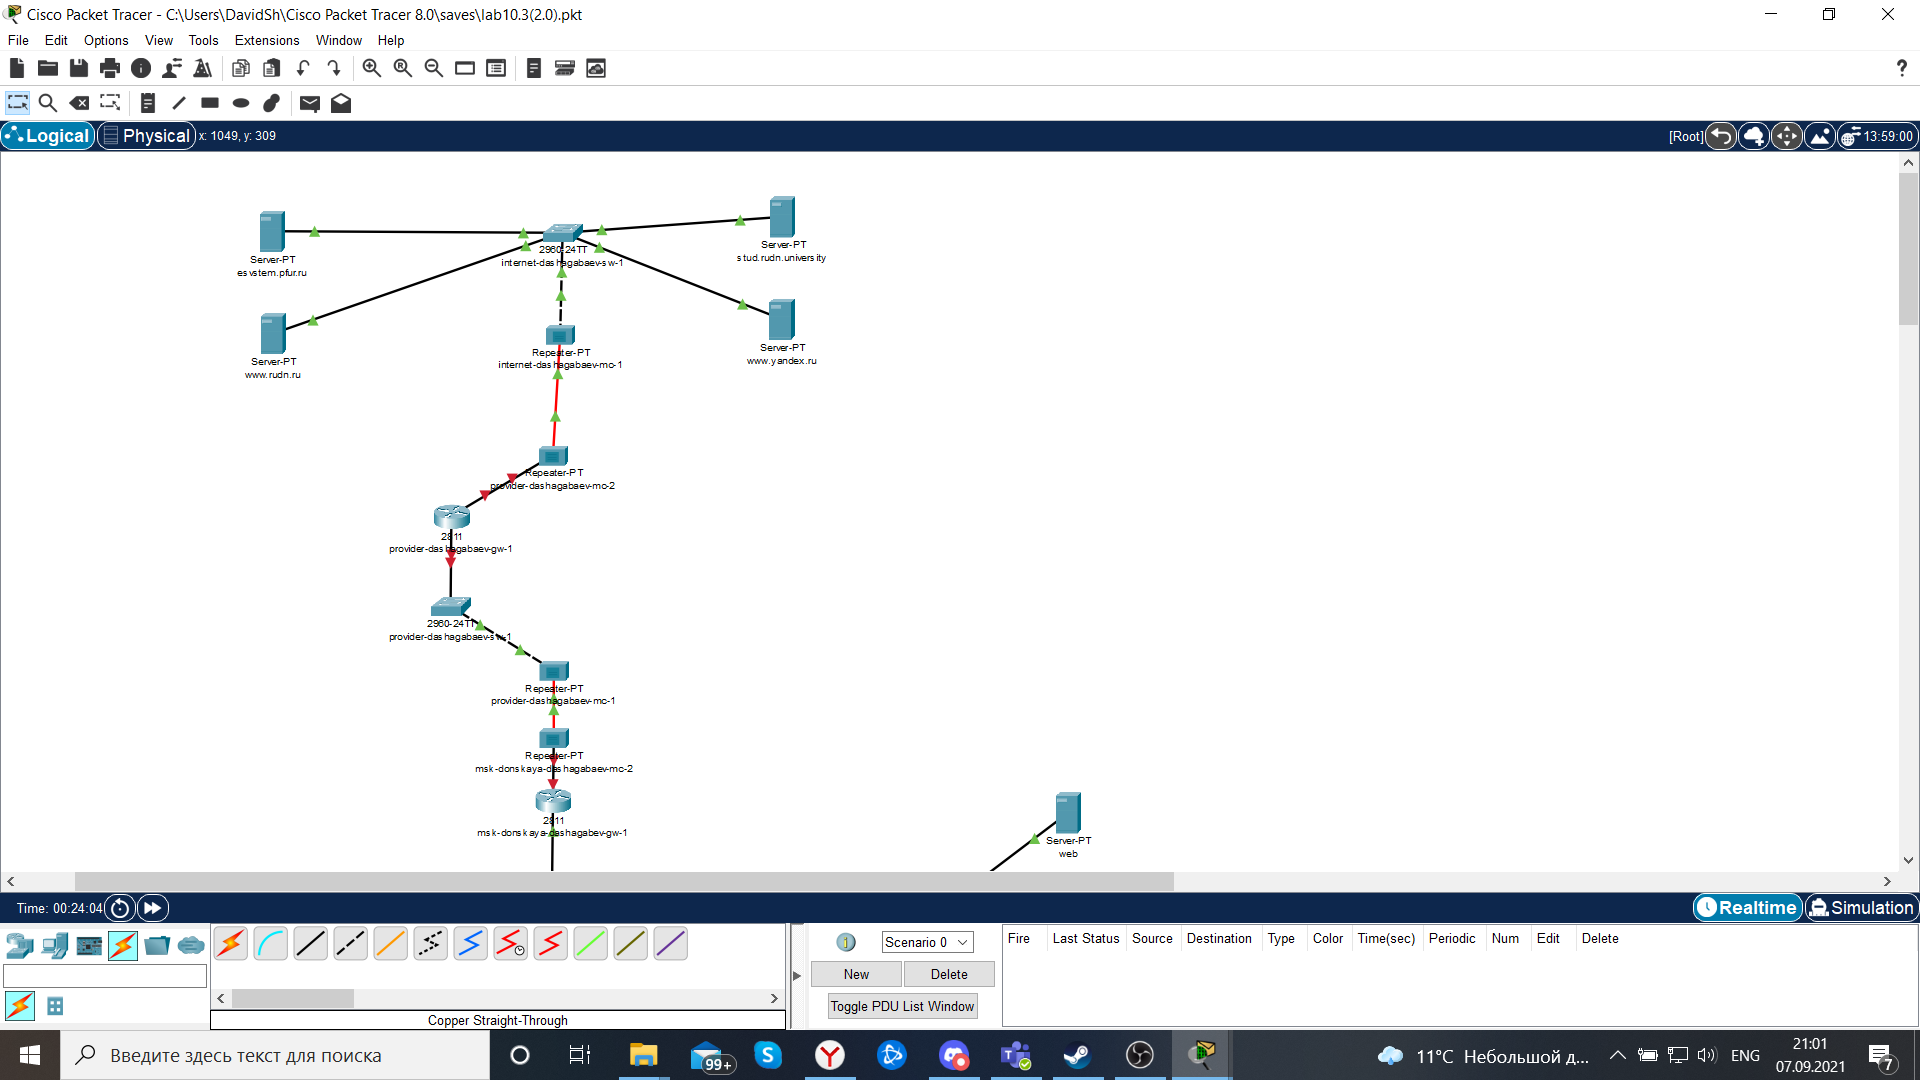 Cisco Packet Tracer - C:\Users\DavidSh\Cisco Packet Tracer 8.0\saves\lab10.3(2.0).pkt
File Edit Options View Tools Extensions Window Help
Logical Physical x: 1049, y: 309 [Root] 13:59:00
Server-PT
esystem.pfur.ru
2960-24TT
internet-dashagabaev-sw-1
Server-PT
stud.rudn.university
Server-PT
www.rudn.ru
Repeater-PT
internet-dashagabaev-mc-1
Server-PT
www.yandex.ru
Repeater-PT
provider-dashagabaev-mc-2
2811
provider-dashagabaev-gw-1
2960-24TT
provider-dashagabaev-sw-1
Repeater-PT
provider-dashagabaev-mc-1
Repeater-PT
msk-donskaya-dashagabaev-mc-2
2811
msk-donskaya-dashagabev-gw-1
Server-PT
web
Time: 00:24:04 Realtime Simulation
Scenario 0
New Delete
Toggle PDU List Window
Fire Last Status Source Destination Type Color Time(sec) Periodic Num Edit Delete
Copper Straight-Through
Введите здесь текст для поиска
99+
11°C Небольшой д...
ENG
21:01
07.09.2021
7